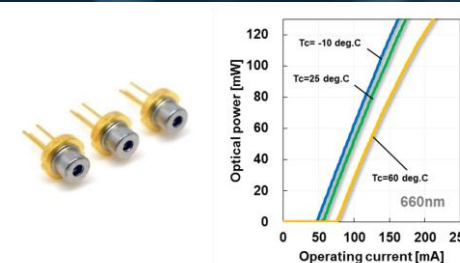 Optical power [mW]
120
100
80
60
40
20
0
Tc= -10 deg.C
Tc=25 deg.C
Tc=60 deg.C
660nm
0 50 100 150 200
Operating current [mA]